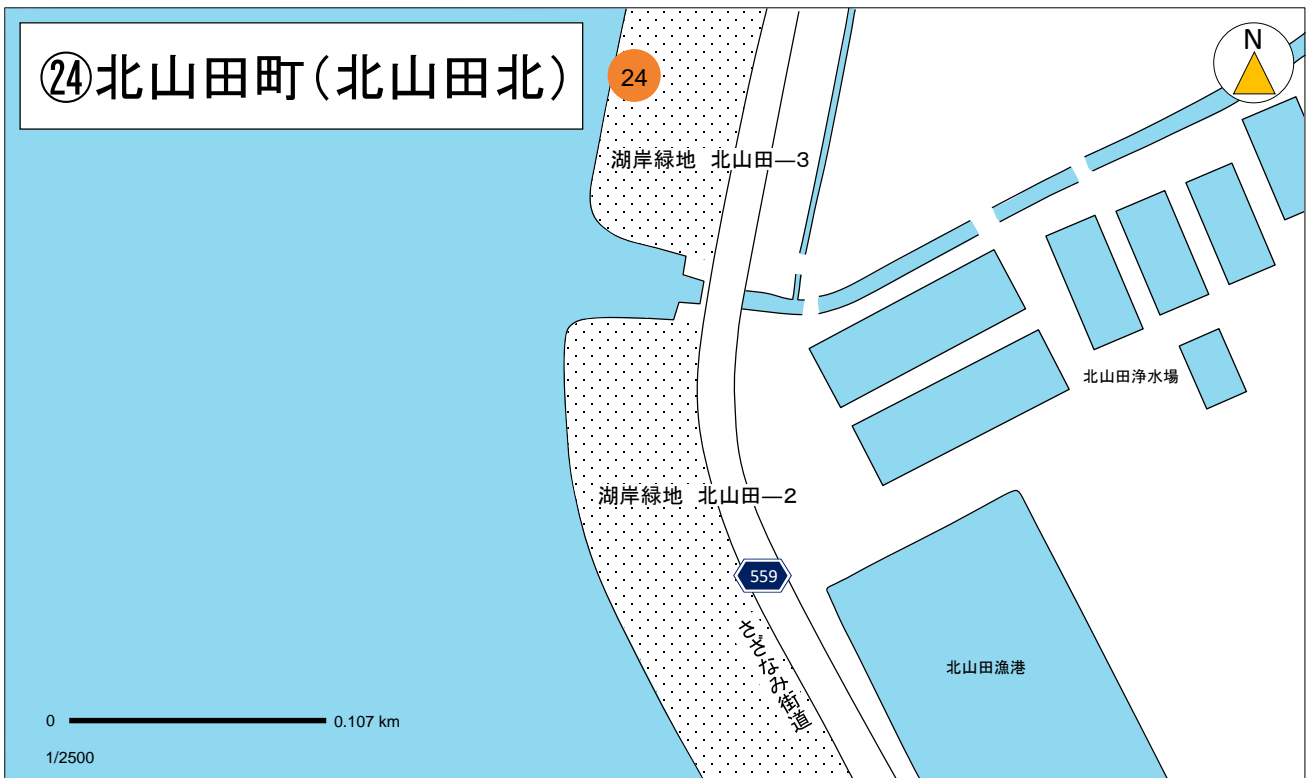 ㉔北山田町(北山田北)
24
N
湖岸緑地 北山田―3
北山田浄水場
湖岸緑地 北山田―2
559
さざなみ街道
北山田漁港
0 0.107 km
1/2500